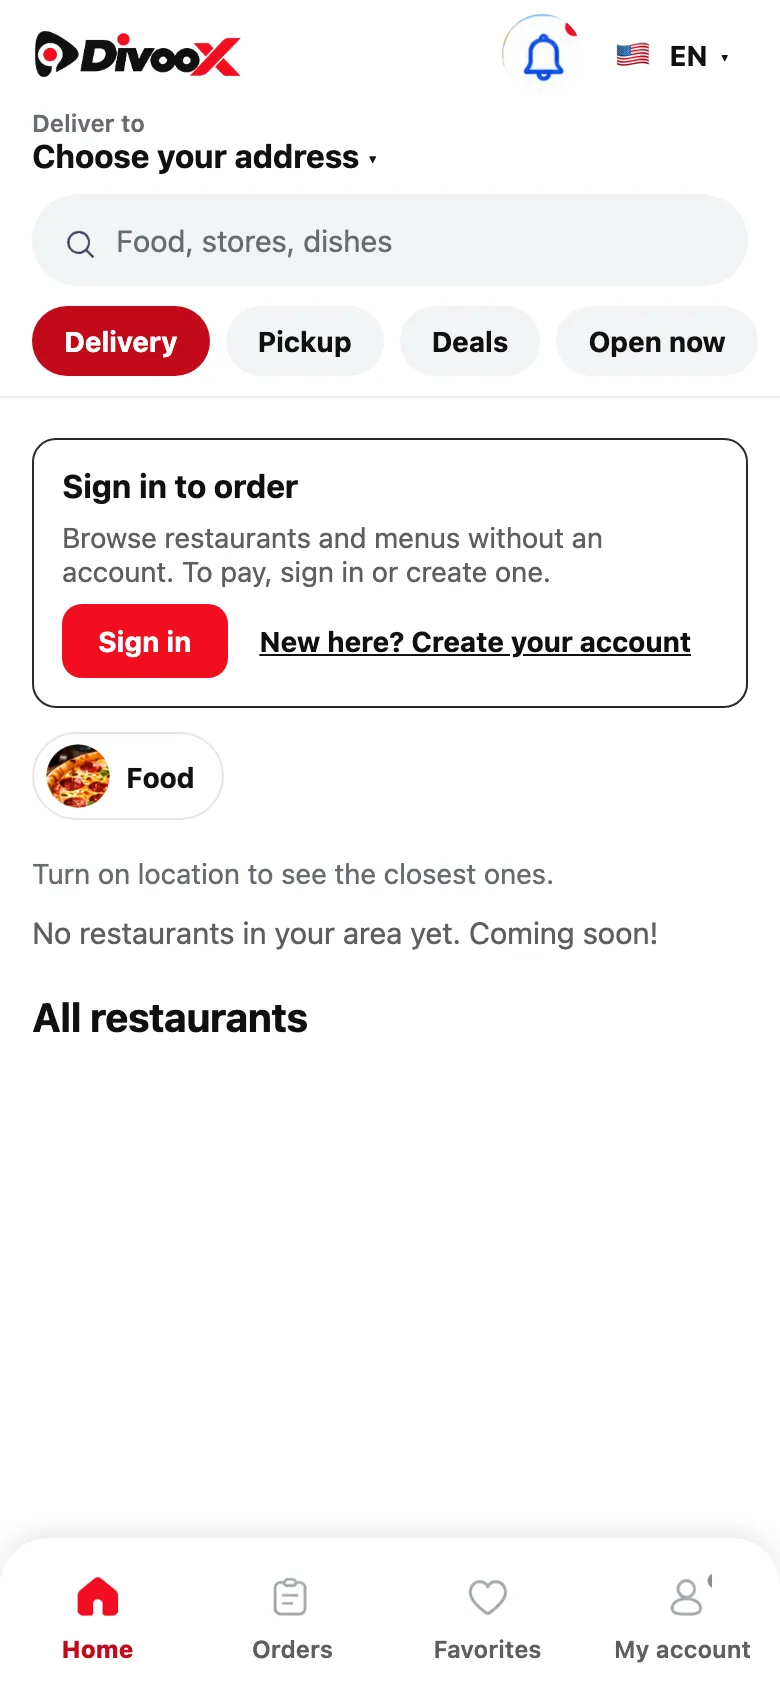 DivooX
EN
Deliver to
Choose your address
Food, stores, dishes
Delivery
Pickup
Deals
Open now
Sign in to order
Browse restaurants and menus without an
account. To pay, sign in or create one.
Sign in
New here? Create your account
Food
Turn on location to see the closest ones.
No restaurants in your area yet. Coming soon!
All restaurants
Home
Orders
Favorites
My account